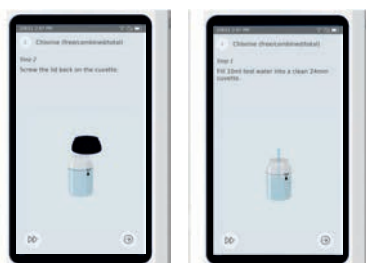 Chlorine (free/combined/total)
Step 2
Screw the lid back on the cuvette.
Chlorine (free/combined/total)
Step 1
Fill 10ml test water into a clean 24mm
cuvette.